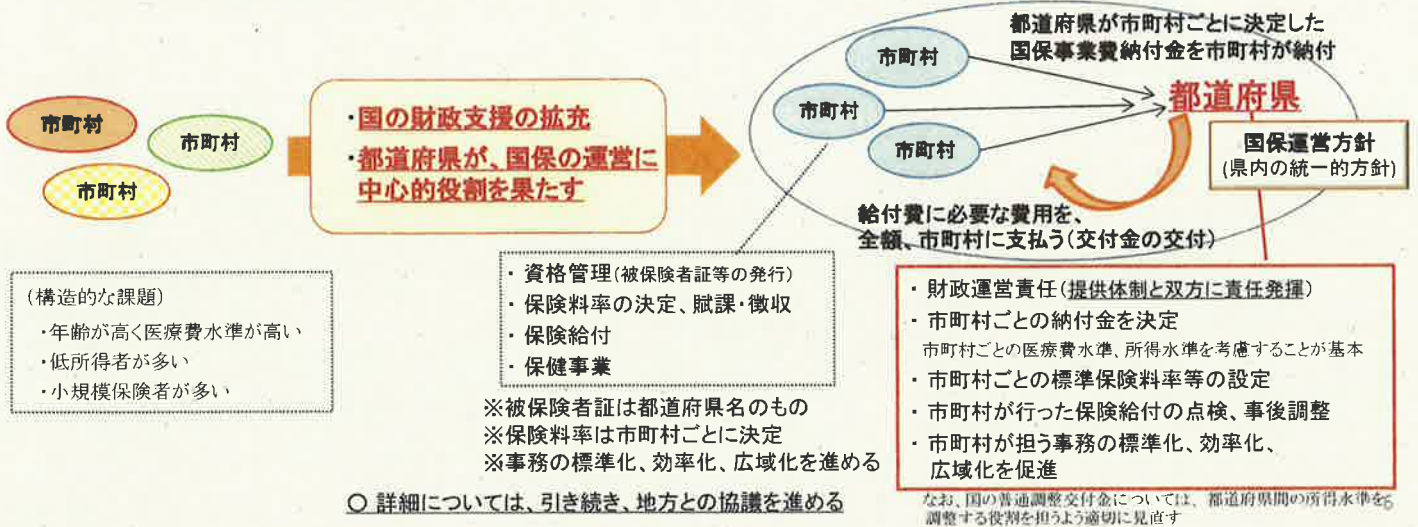 市町村
市町村
市町村
・国の財政支援の拡充
・都道府県が、国保の運営に
中心的役割を果たす
都道府県が市町村ごとに決定した
国保事業費納付金を市町村が納付
市町村
市町村
市町村
都道府県
国保運営方針
(県内の統一的方針)
給付費に必要な費用を、
全額、市町村に支払う(交付金の交付)
(構造的な課題)
・年齢が高く医療費水準が高い
・低所得者が多い
・小規模保険者が多い
・ 資格管理(被保険者証等の発行)
・ 保険料率の決定、賦課・徴収
・ 保険給付
・ 保健事業
※被保険者証は都道府県名のもの
※保険料率は市町村ごとに決定
※事務の標準化、効率化、広域化を進める
・ 財政運営責任(提供体制と双方に責任発揮)
・ 市町村ごとの納付金を決定
市町村ごとの医療費水準、所得水準を考慮することが基本
・ 市町村ごとの標準保険料率等の設定
・ 市町村が行った保険給付の点検、事後調整
・ 市町村が担う事務の標準化、効率化、
広域化を促進
○ 詳細については、引き続き、地方との協議を進める
なお、国の普通調整交付金については、都道府県間の所得水準を
調整する役割を担うよう適切に見直す
6